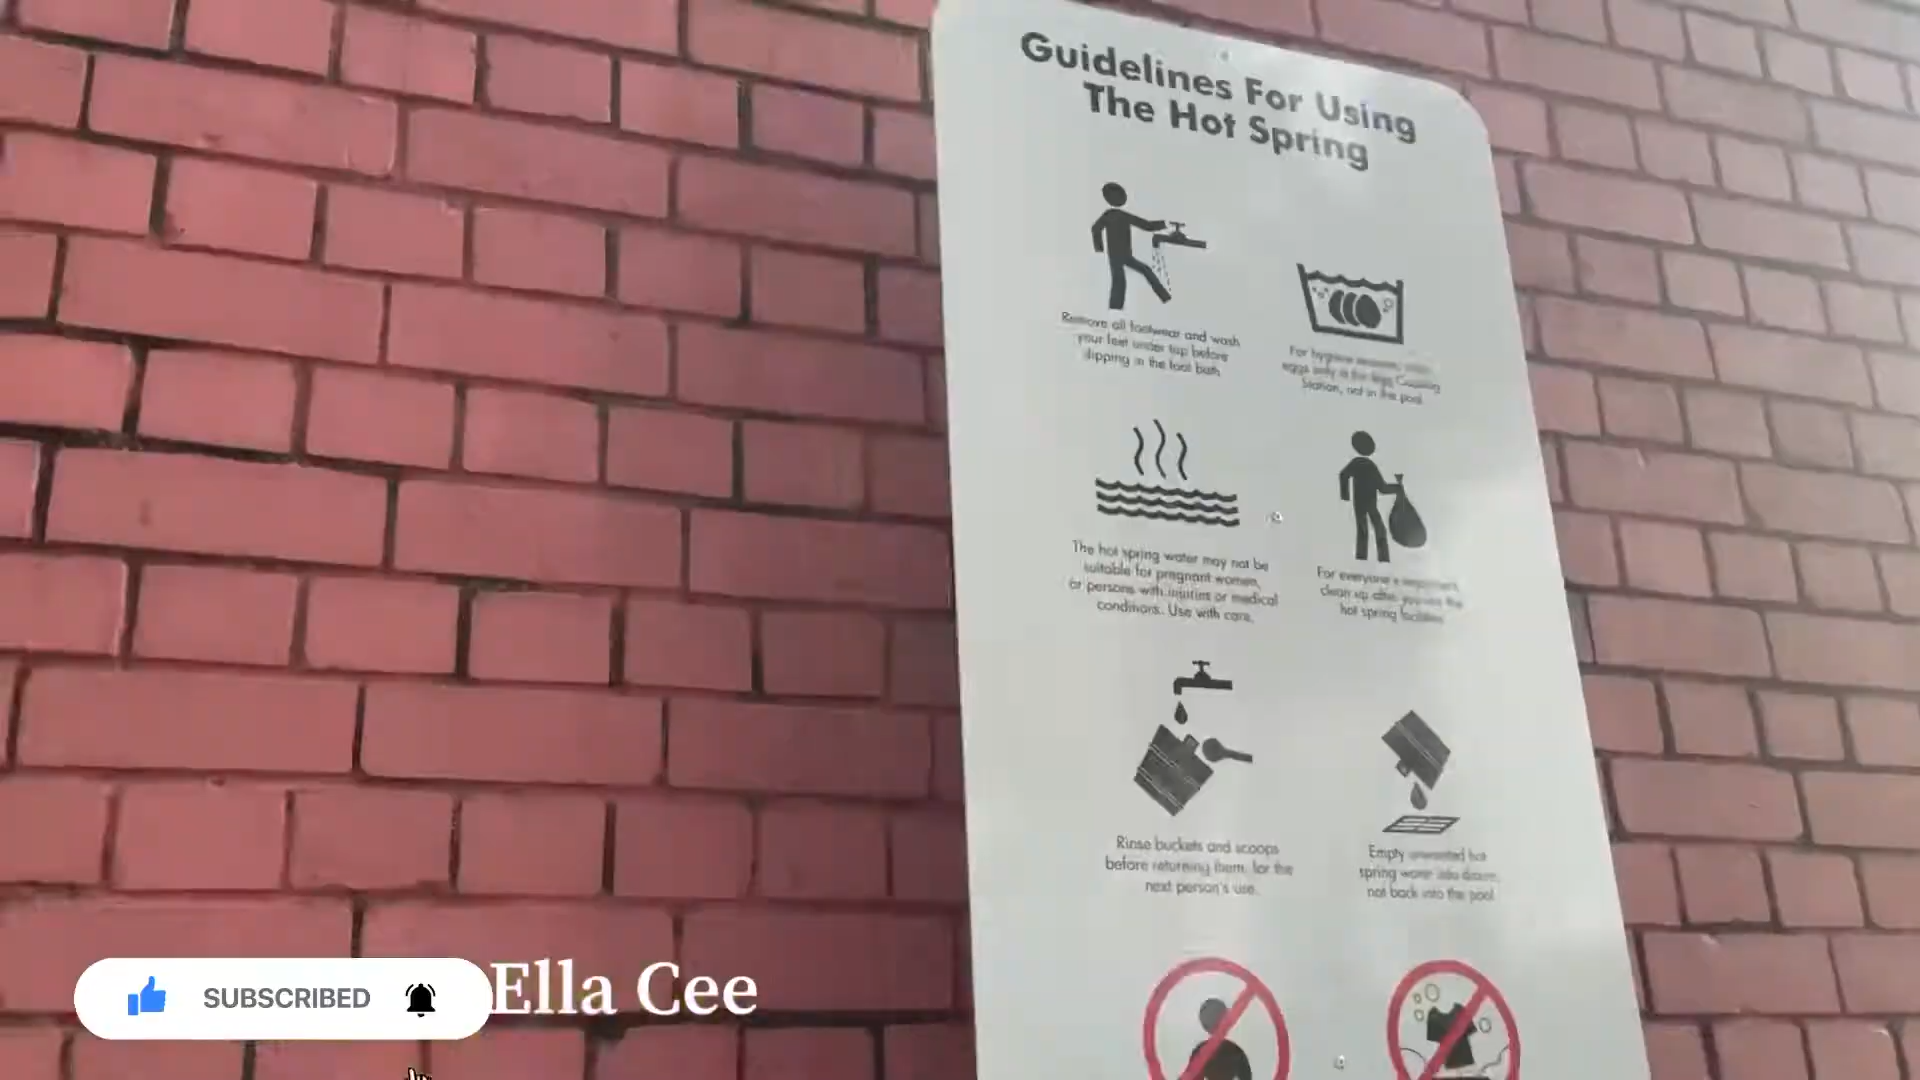 Guidelines For Using
The Hot Spring
Remove all footwear and wash
your feet under tap before
dipping in the foot bath
For hygiene reasons,
eggs only at the Egg Cooking
Station, not in the pool
The hot spring water may not be
suitable for pregnant women,
or persons with injuries or medical
conditions. Use with care.
For everyone's enjoyment,
clean up after you use the
hot spring facilities
Rinse buckets and scoops
before returning them, for the
next person's use.
Empty unwanted hot
spring water into drains,
not back into the pool
SUBSCRIBED
Ella Cee